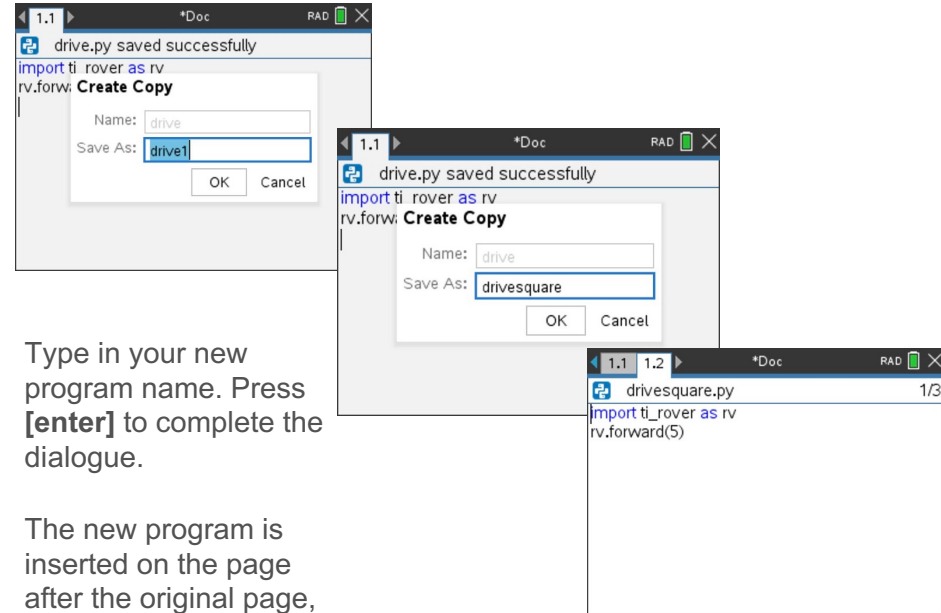 1.1 *Doc RAD
drive.py saved successfully
import ti_rover as rv
rv.forw
Create Copy
Name: drive
Save As: drive1
OK Cancel
1.1 *Doc RAD
drive.py saved successfully
import ti_rover as rv
rv.forw
Create Copy
Name: drive
Save As: drivesquare
OK Cancel
Type in your new
program name. Press
[enter] to complete the
dialogue.
The new program is
inserted on the page
after the original page,
1.1 1.2 *Doc RAD
drivesquare.py 1/3
import ti_rover as rv
rv.forward(5)